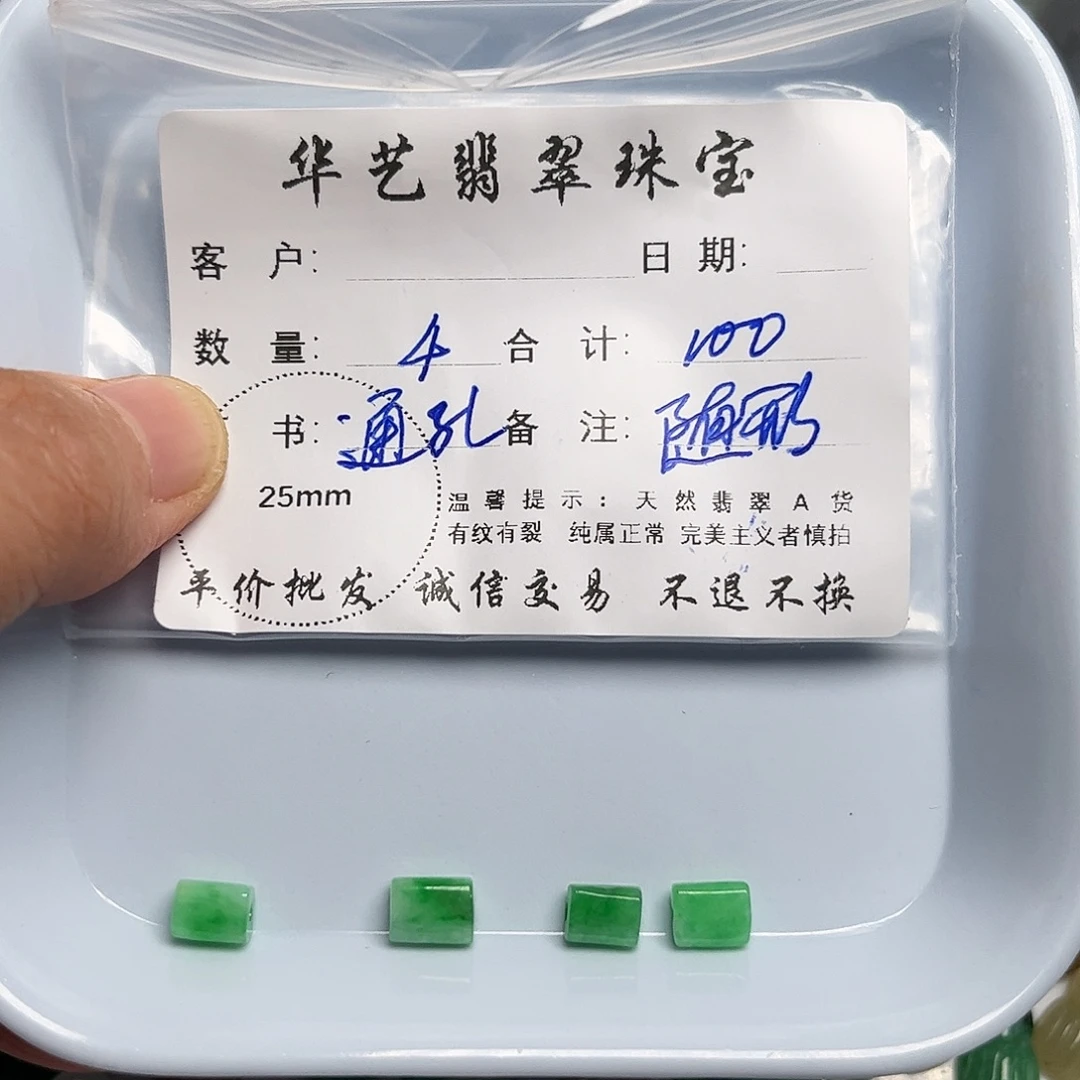 华艺翡翠珠宝
客 户: 日 期:
数 量: 4 合 计: 100
书: 通孔 备 注: 随形
25mm
温馨提示: 天然翡翠A货
有纹有裂 纯属正常 完美主义者慎拍
平价批发 诚信交易 不退不换